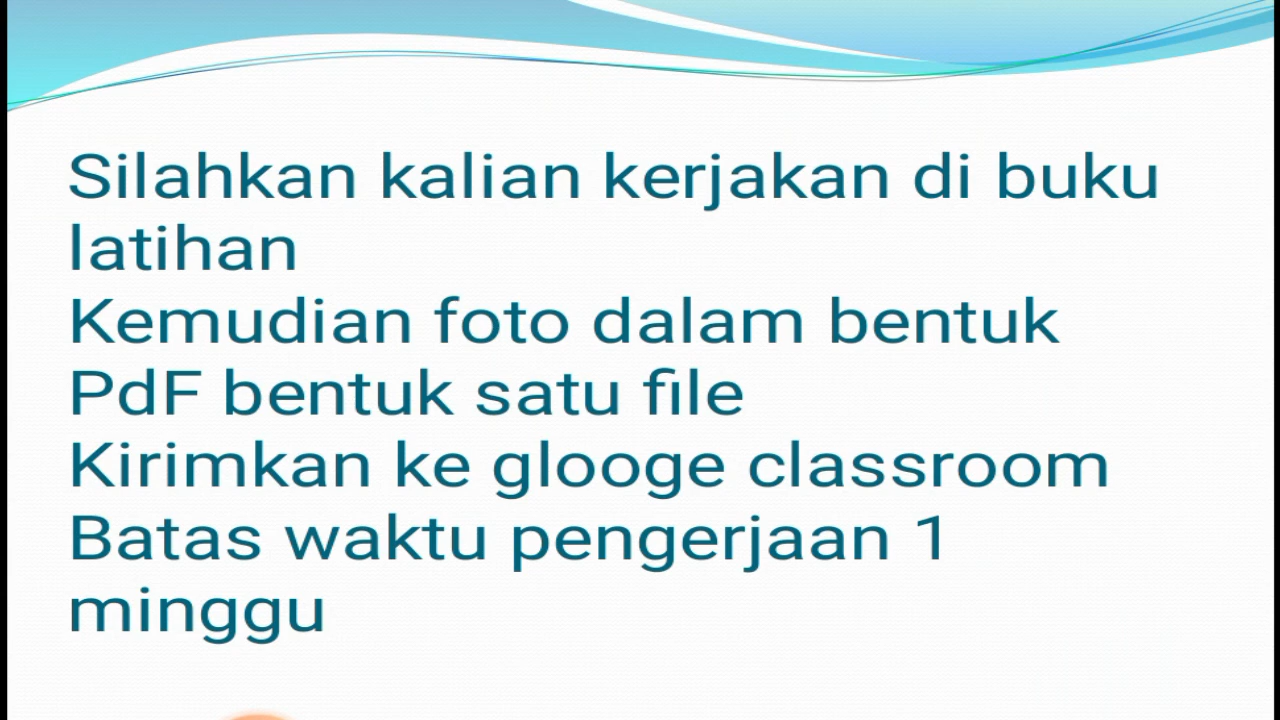 Silahkan kalian kerjakan di buku
latihan
Kemudian foto dalam bentuk
PdF bentuk satu file
Kirimkan ke glooge classroom
Batas waktu pengerjaan 1
minggu